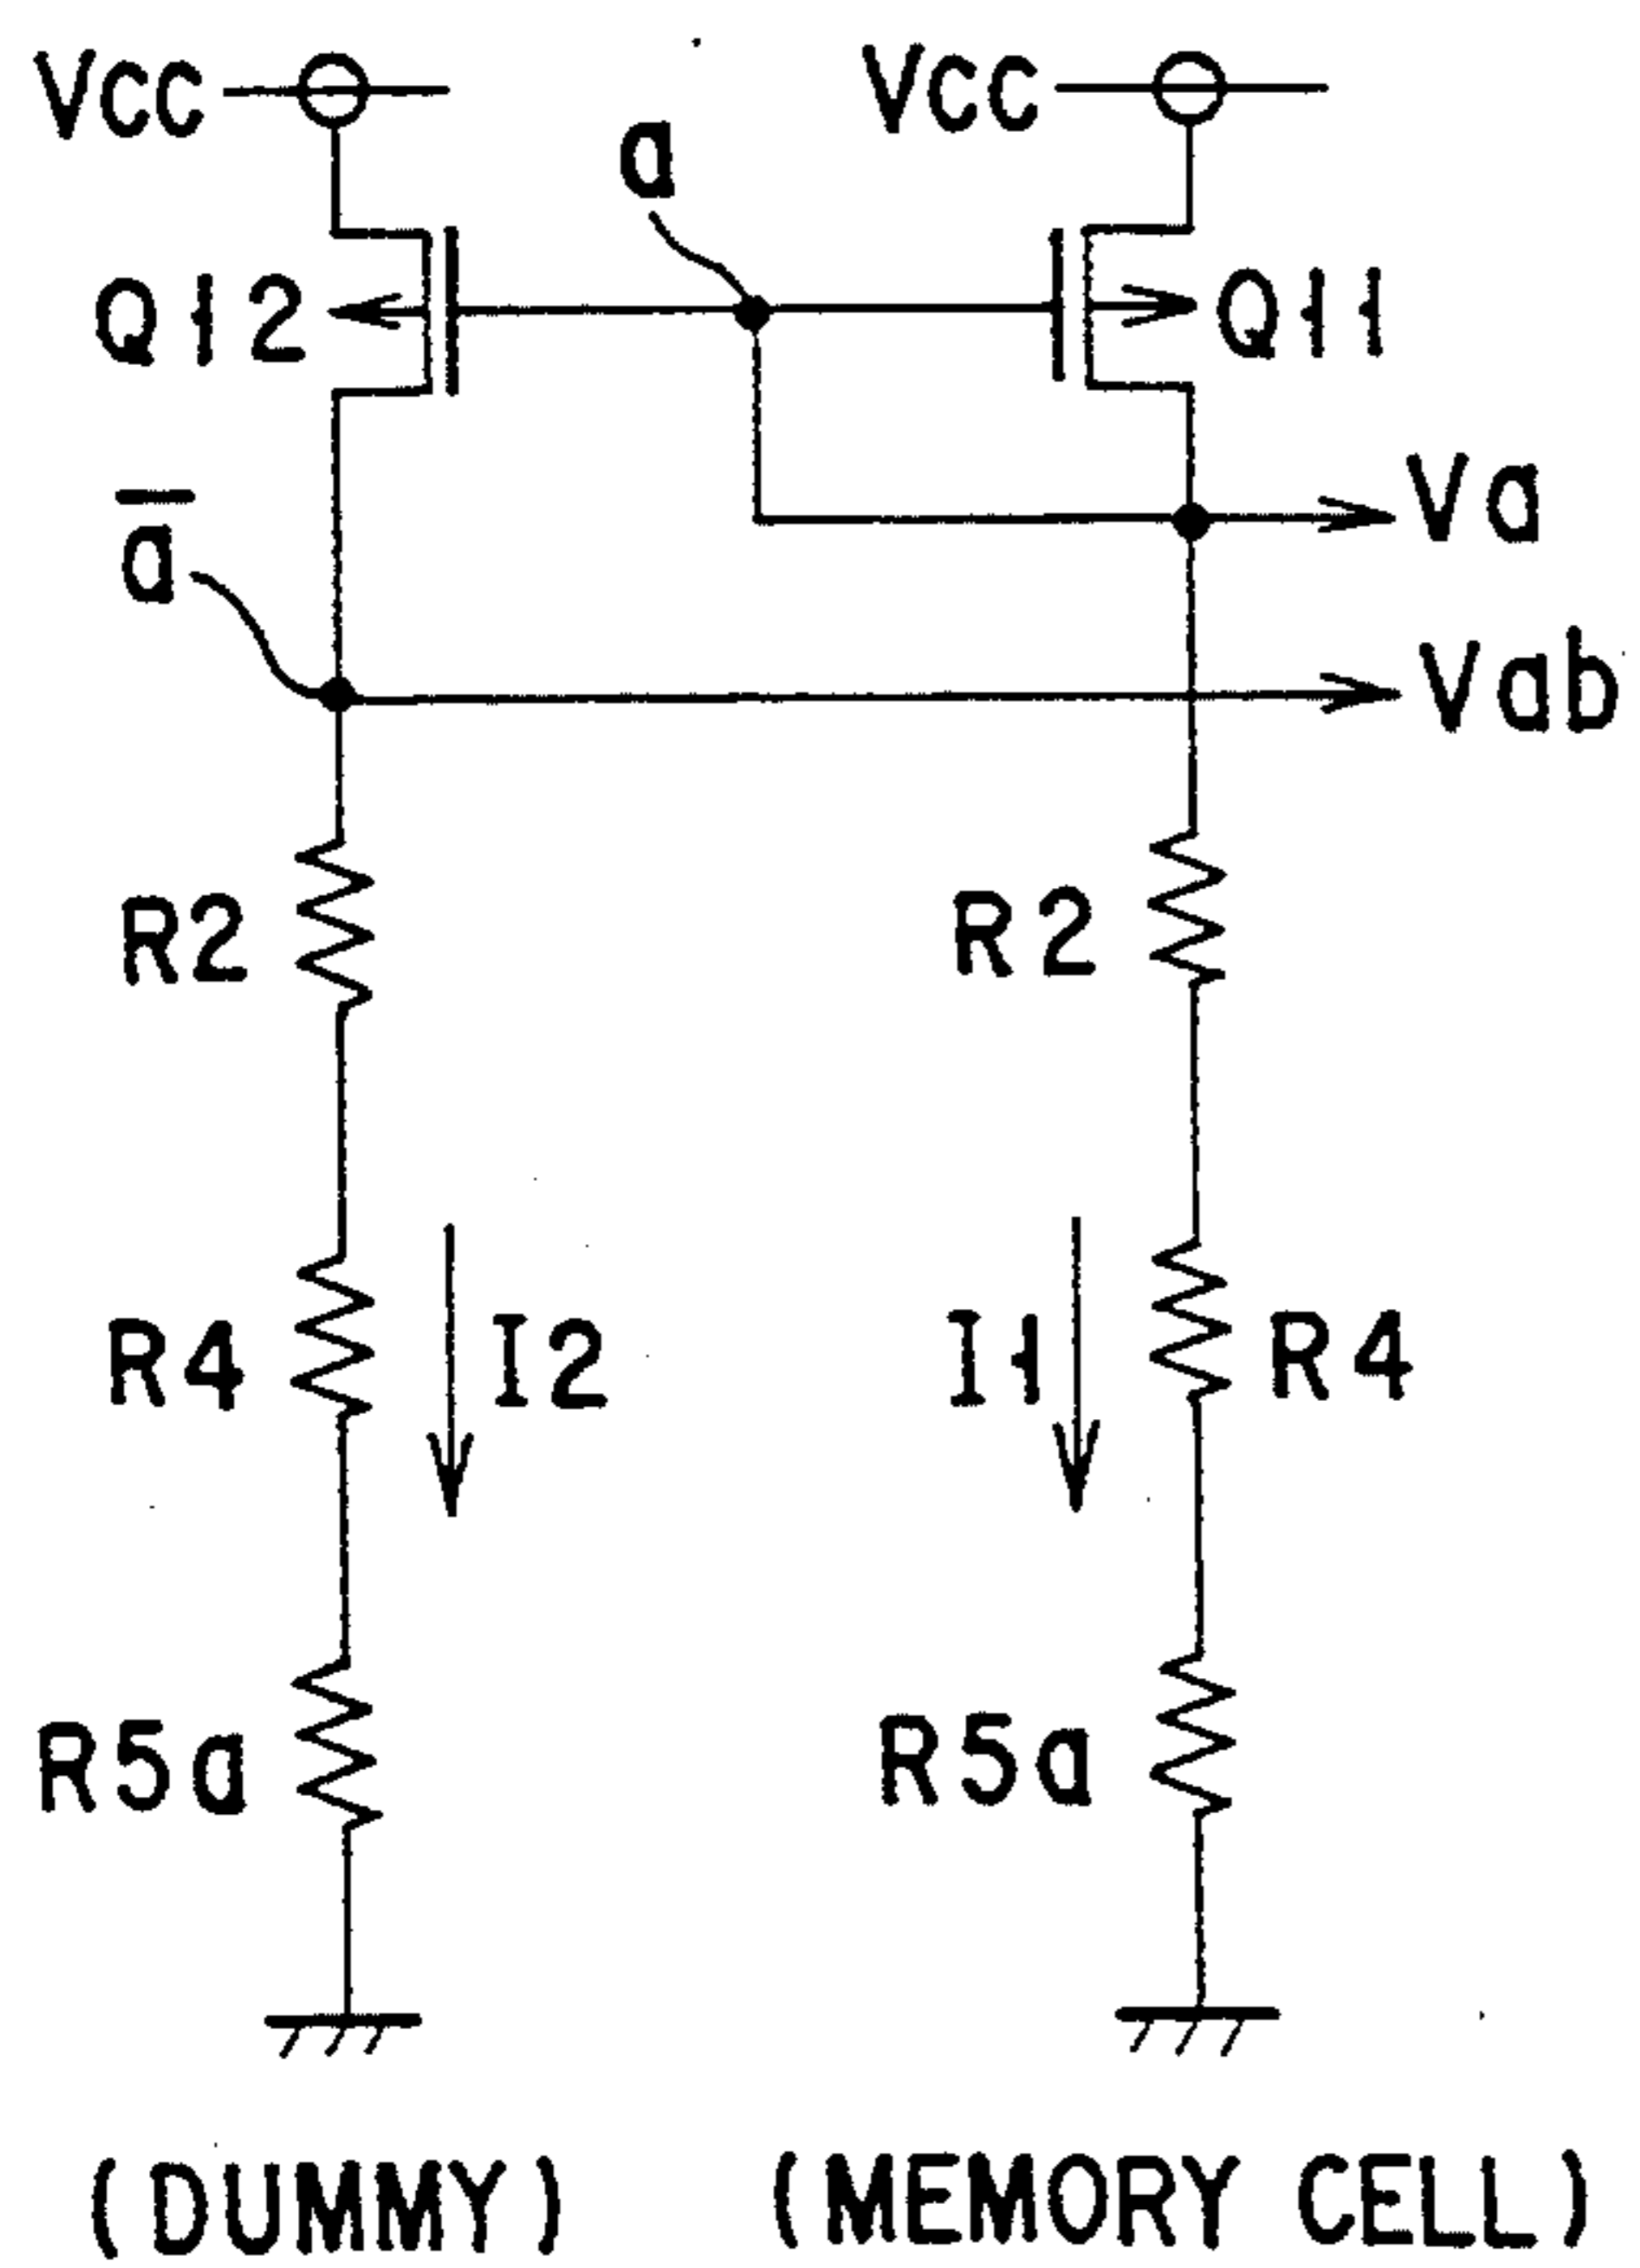 VCC VCC
a
Q12 Q11
Va
a̅
Vab
R2 R2
R4 I2 I1 R4
R5a R5a
(DUMMY) (MEMORY CELL)